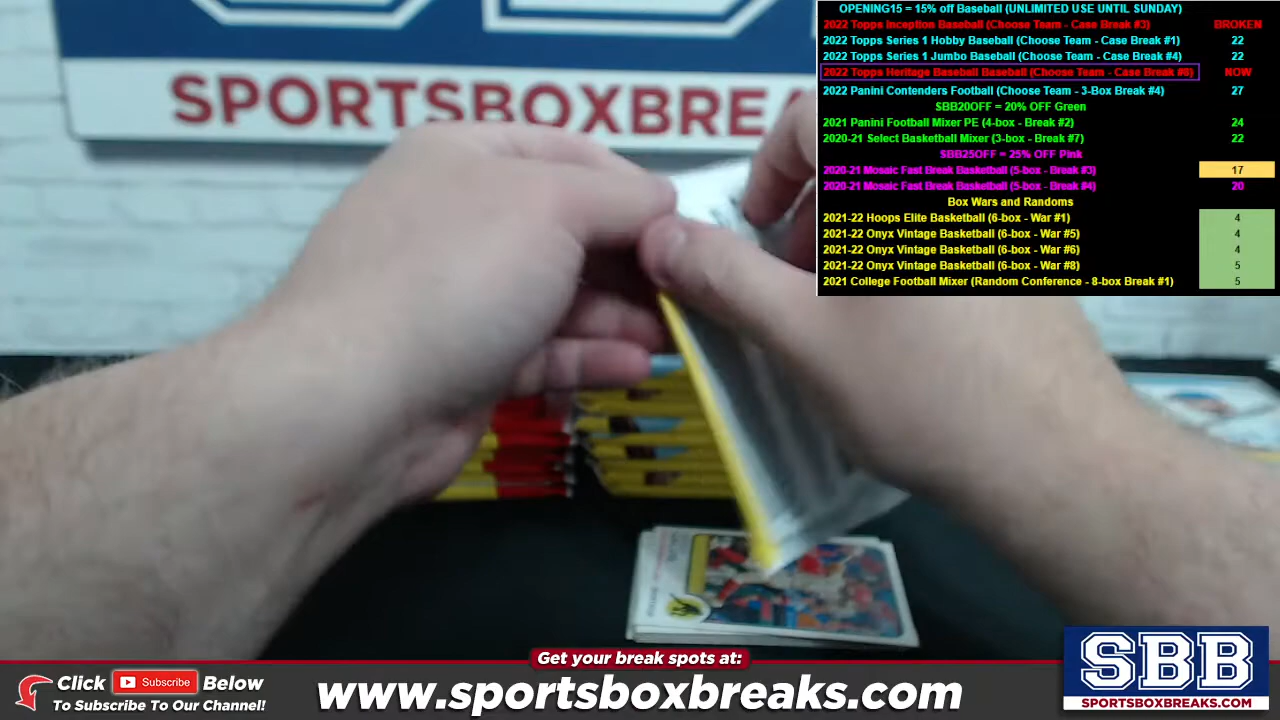 OPENING15 = 15% off Baseball (UNLIMITED USE UNTIL SUNDAY)
2022 Topps Inception Baseball (Choose Team - Case Break #3) BROKEN
2022 Topps Series 1 Hobby Baseball (Choose Team - Case Break #1) 22
2022 Topps Series 1 Jumbo Baseball (Choose Team - Case Break #4) 22
2022 Topps Heritage Baseball Baseball (Choose Team - Case Break #8) NOW
2022 Panini Contenders Football (Choose Team - 3-Box Break #4) 27
SBB20OFF = 20% OFF Green
2021 Panini Football Mixer PE (4-box - Break #2) 24
2020-21 Select Basketball Mixer (3-box - Break #7) 22
SBB25OFF = 25% OFF Pink
2020-21 Mosaic Fast Break Basketball (5-box - Break #3) 17
2020-21 Mosaic Fast Break Basketball (5-box - Break #4) 20
Box Wars and Randoms
2021-22 Hoops Elite Basketball (6-box - War #1) 4
2021-22 Onyx Vintage Basketball (6-box - War #5) 4
2021-22 Onyx Vintage Basketball (6-box - War #6) 4
2021-22 Onyx Vintage Basketball (6-box - War #8) 5
2021 College Football Mixer (Random Conference - 8-box Break #1) 5
SPORTSBOXBREA
Get your break spots at:
Click Subscribe Below
To Subscribe To Our Channel!
www.sportsboxbreaks.com
SBB
SPORTSBOXBREAKS.COM